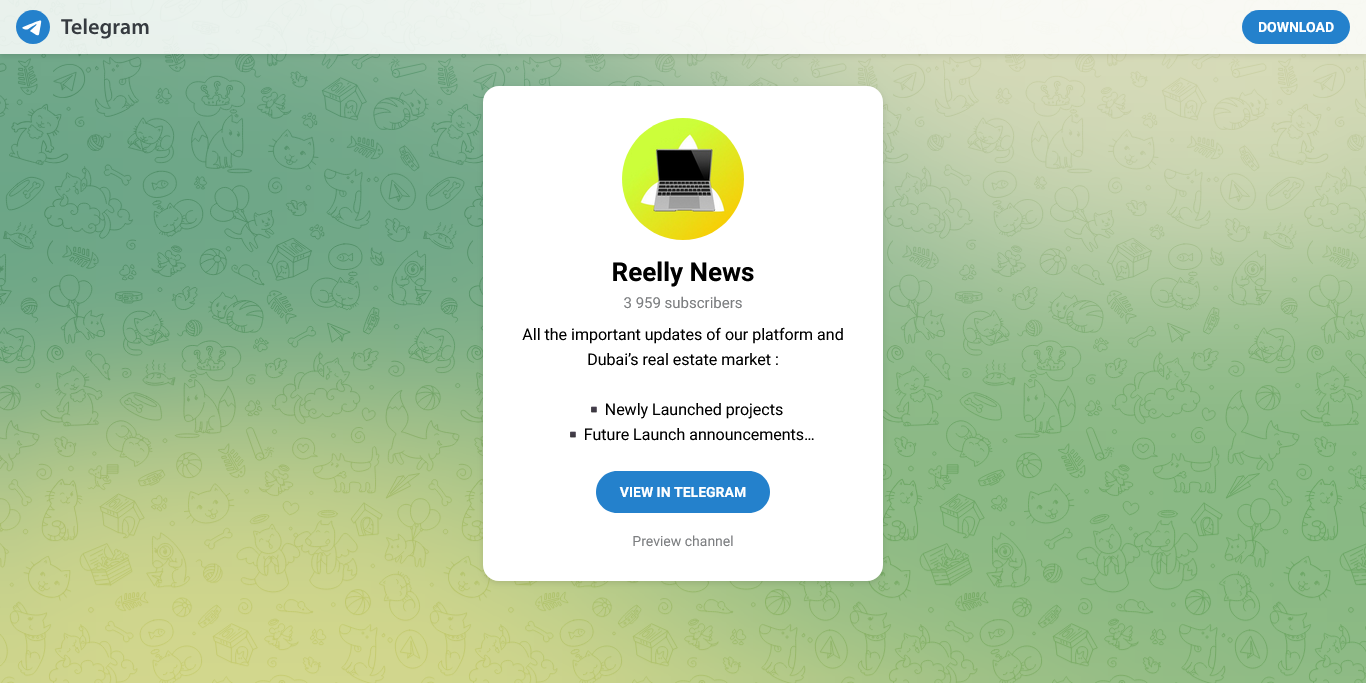 Telegram
DOWNLOAD
Reelly News
3 959 subscribers
All the important updates of our platform and
Dubai’s real estate market :
▪ Newly Launched projects
▪ Future Launch announcements…
VIEW IN TELEGRAM
Preview channel